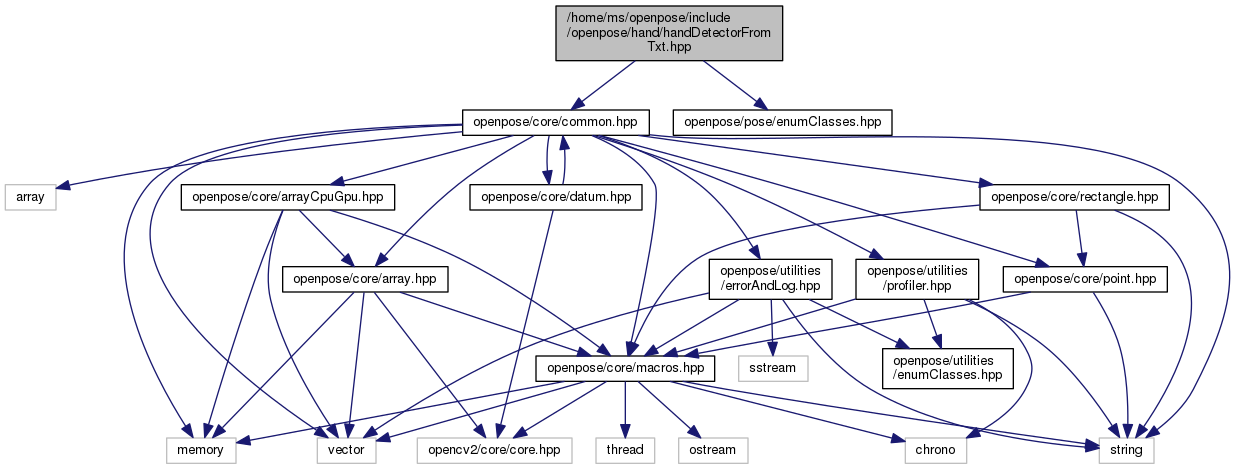 /home/ms/openpose/include
/openpose/hand/handDetectorFrom
Txt.hpp
openpose/core/common.hpp
openpose/pose/enumClasses.hpp
array
openpose/core/arrayCpuGpu.hpp
openpose/core/datum.hpp
openpose/core/rectangle.hpp
openpose/core/array.hpp
openpose/utilities
/errorAndLog.hpp
openpose/utilities
/profiler.hpp
openpose/core/point.hpp
openpose/core/macros.hpp
sstream
openpose/utilities
/enumClasses.hpp
memory
vector
opencv2/core/core.hpp
thread
ostream
chrono
string